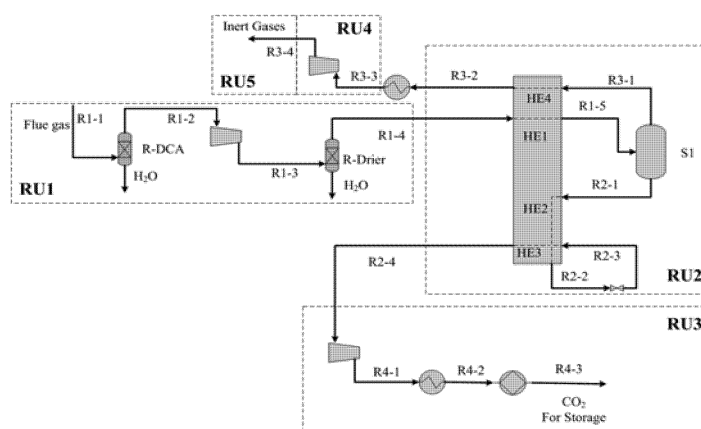 Inert Gases
RU4
R3-4
RU5
R3-3
R3-2
RU2
R3-1
HE4
R1-5
R1-1
R1-2
R1-4
HE1
Flue gas
R-DCA
R-Drier
S1
R1-3
H2O
H2O
RU1
R2-1
HE2
HE3
R2-3
R2-4
R2-2
RU2
RU3
R4-1
R4-2
R4-3
CO2
For Storage